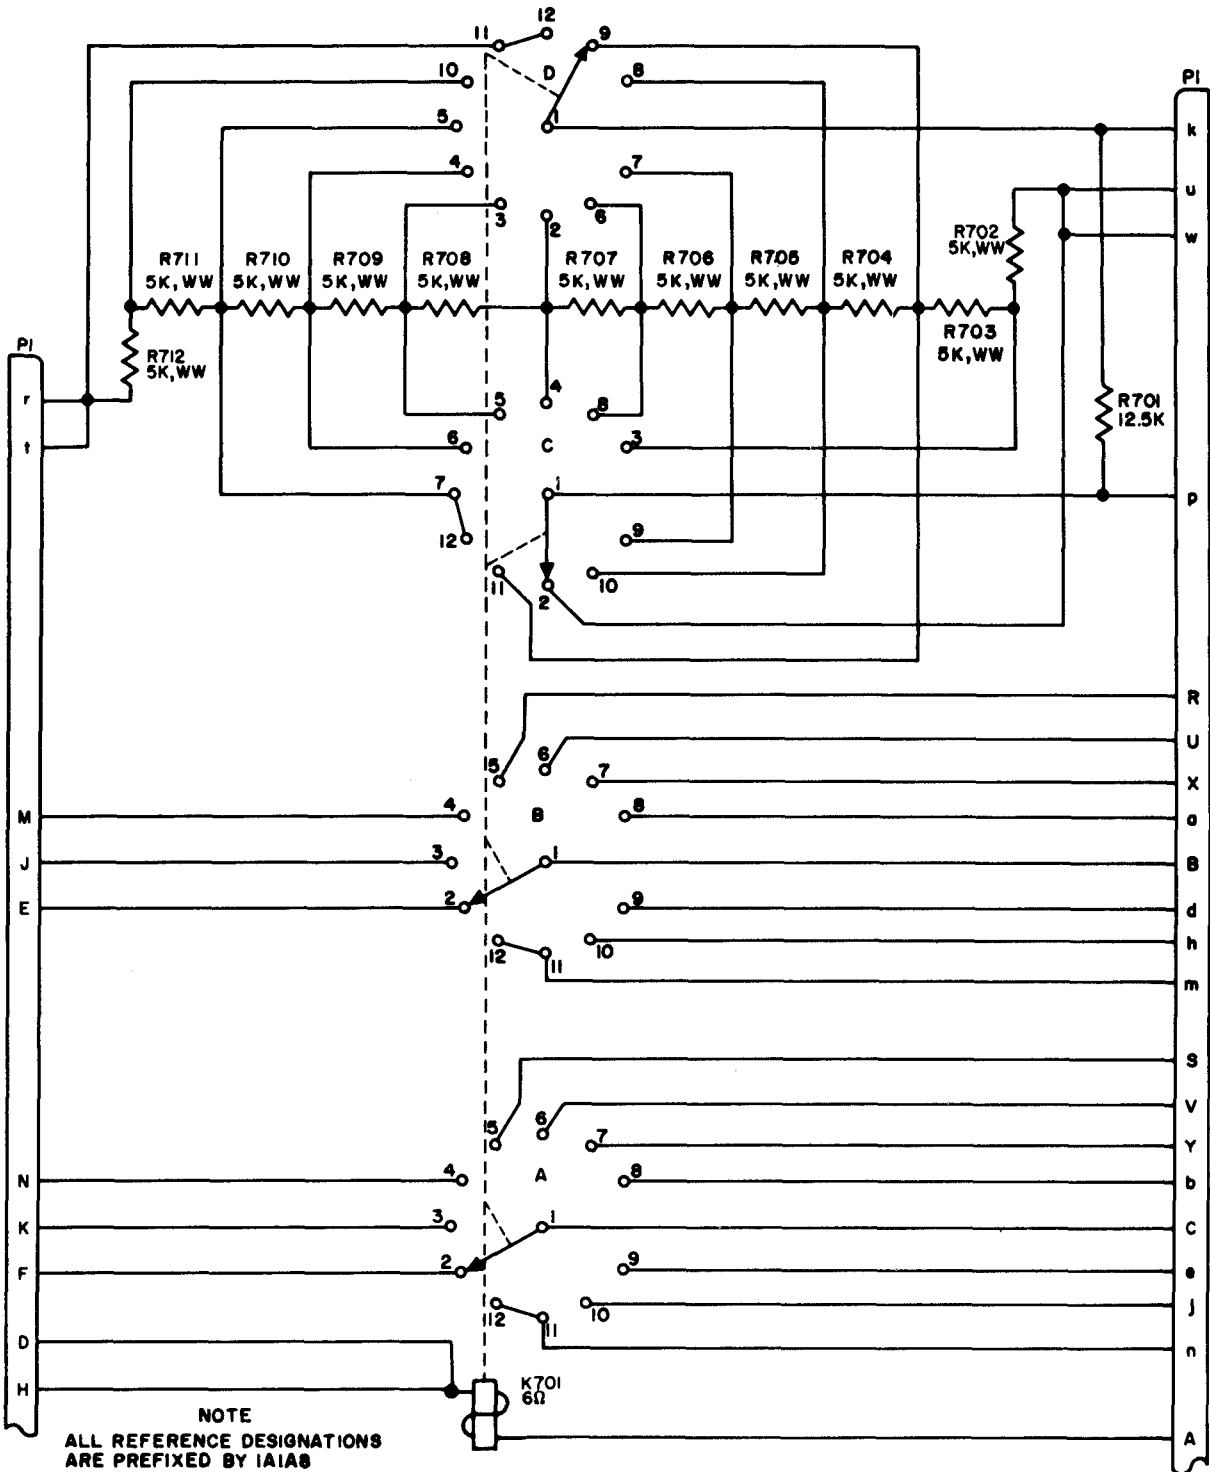 12
11
9
D
10
8
P1
5
1
k
4
7
u
3
2
6
R702
5K,WW
w
R711
5K, WW
R710
5K, WW
R709
5K, WW
R708
5K, WW
R707
5K, WW
R706
5K, WW
R705
5K, WW
R704
5K, WW
R703
5K, WW
P1
R712
5K, WW
r
5
4
8
R701
12.5K
t
6
C
3
7
1
p
12
9
11
2
10
R
U
5
6
7
X
M
4
B
8
a
J
3
1
B
E
2
9
d
12
11
10
h
m
S
V
5
6
7
Y
N
4
A
8
b
K
3
1
C
F
2
9
e
12
11
10
j
D
n
H
K701
6Ω
NOTE
A
ALL REFERENCE DESIGNATIONS
ARE PREFIXED BY 1A1A8